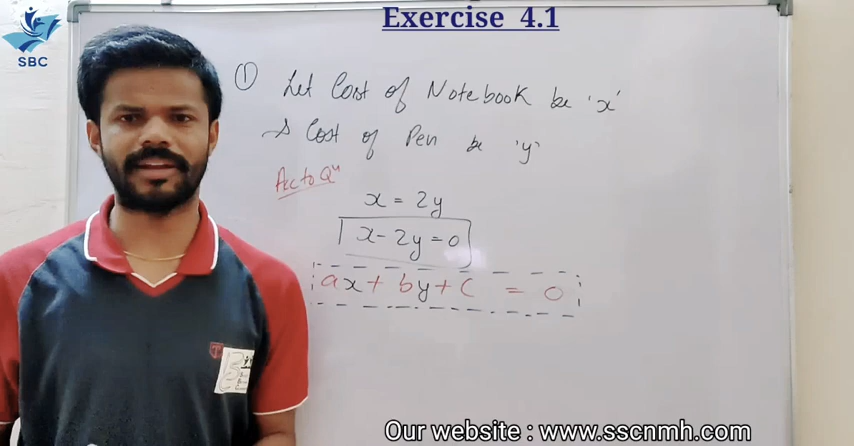 Exercise 4.1
SBC
① Let Cost of Notebook be 'x'
& Cost of Pen be 'y'
Acc to Qⁿ
x = 2y
x - 2y = 0
ax + by + c = 0
Our website : www.sscnmh.com